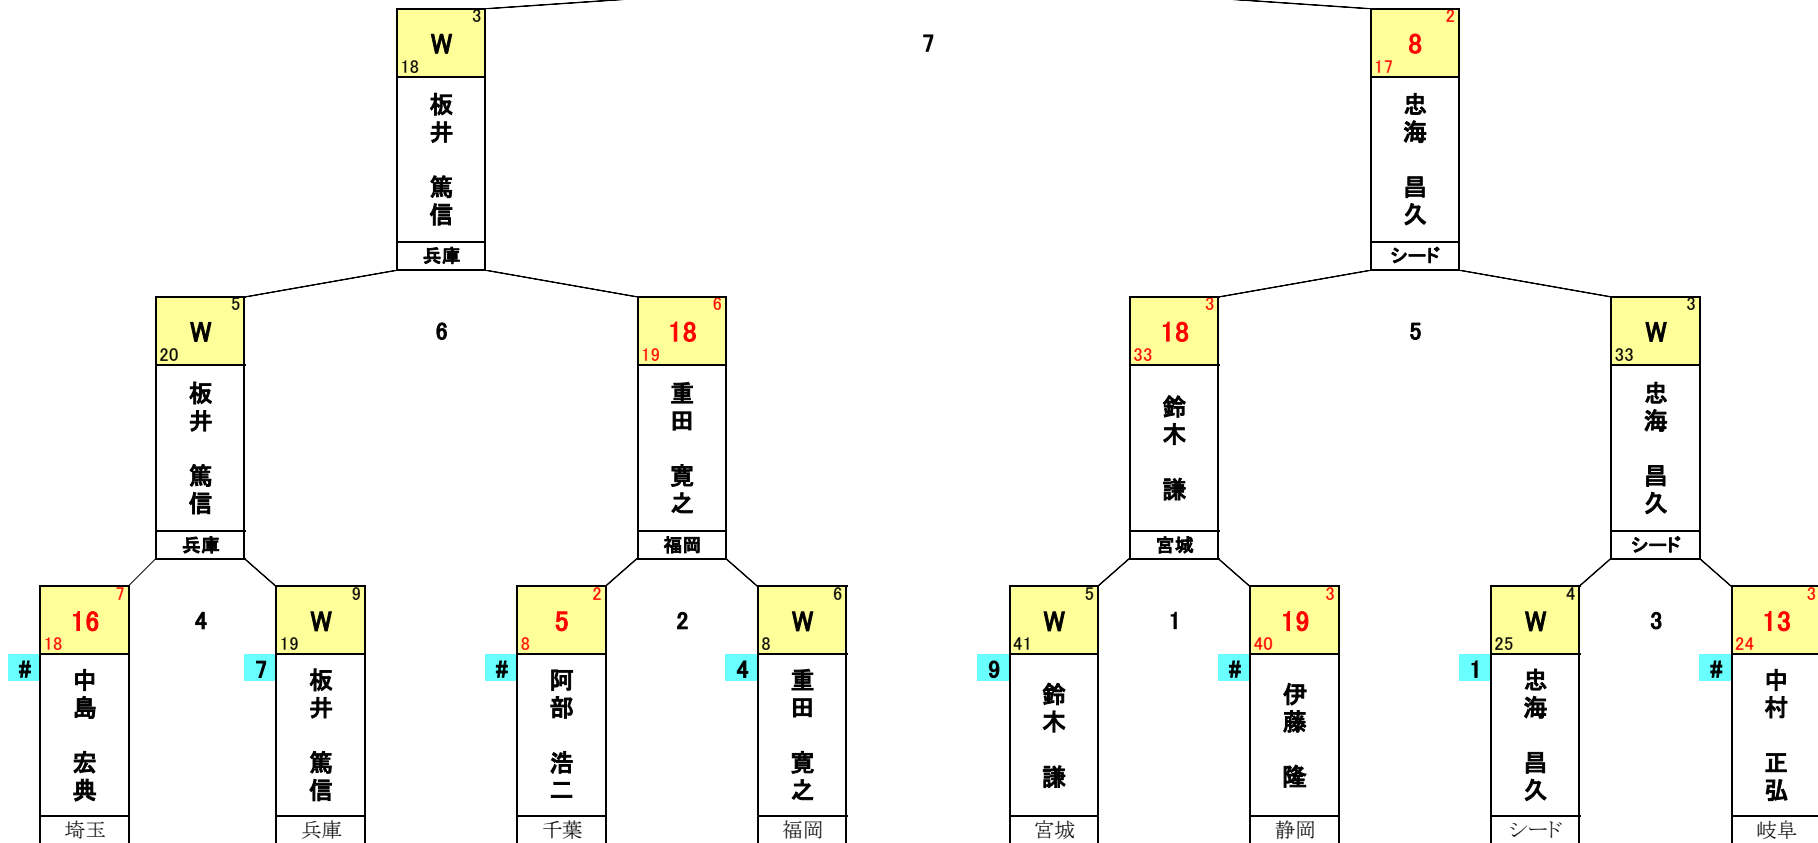 3
W
18
板井 篤信
兵庫
7
2
8
17
忠海 昌久
シード
5
W
20
板井 篤信
兵庫
6
6
18
19
重田 寛之
福岡
3
18
33
鈴木 謙
宮城
5
3
W
33
忠海 昌久
シード
7
16
18
#
中島 宏典
埼玉
4
9
W
19
7
板井 篤信
兵庫
2
5
8
#
阿部 浩二
千葉
2
6
W
8
4
重田 寛之
福岡
5
W
41
9
鈴木 謙
宮城
1
3
19
40
#
伊藤 隆
静岡
4
W
25
1
忠海 昌久
シード
3
3
13
24
#
中村 正弘
岐阜